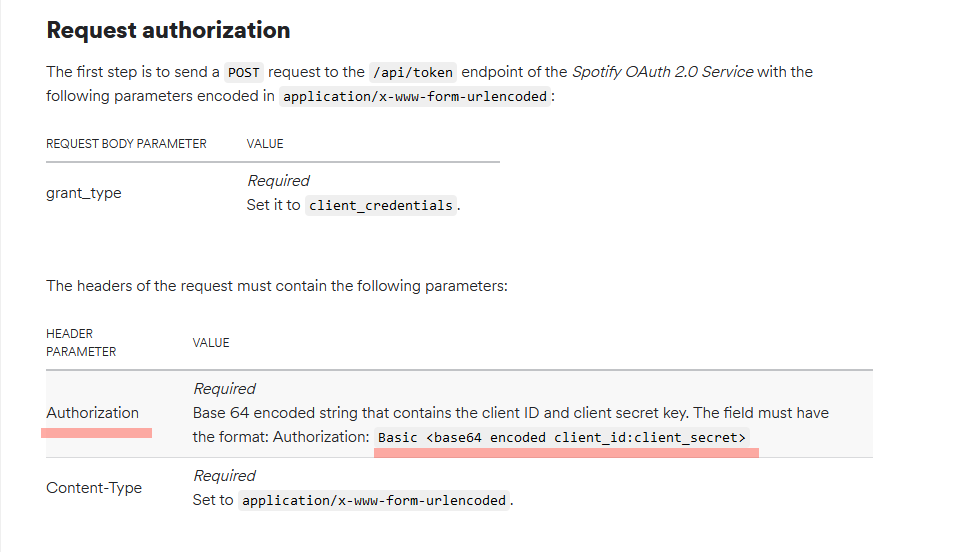 Request authorization
The first step is to send a POST request to the /api/token endpoint of the Spotify OAuth 2.0 Service with the
following parameters encoded in application/x-www-form-urlencoded:
REQUEST BODY PARAMETER VALUE
grant_type
Required
Set it to client_credentials.
The headers of the request must contain the following parameters:
HEADER
PARAMETER
VALUE
Authorization
Required
Base 64 encoded string that contains the client ID and client secret key. The field must have
the format: Authorization: Basic <base64 encoded client_id:client_secret>
Content-Type
Required
Set to application/x-www-form-urlencoded.